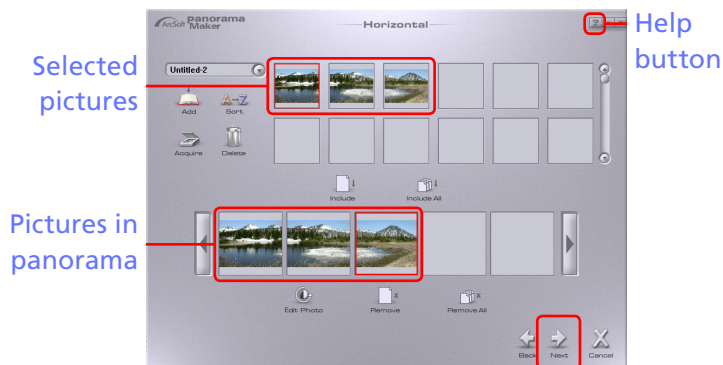 ArcSoft Panorama
Maker
Horizontal
?
Help
button
Selected
pictures
Untitled-2
Add
A→Z
Sort
Acquire
Delete
Include
Include All
Pictures in
panorama
Edit Photo
Remove
Remove All
Back
Next
Cancel